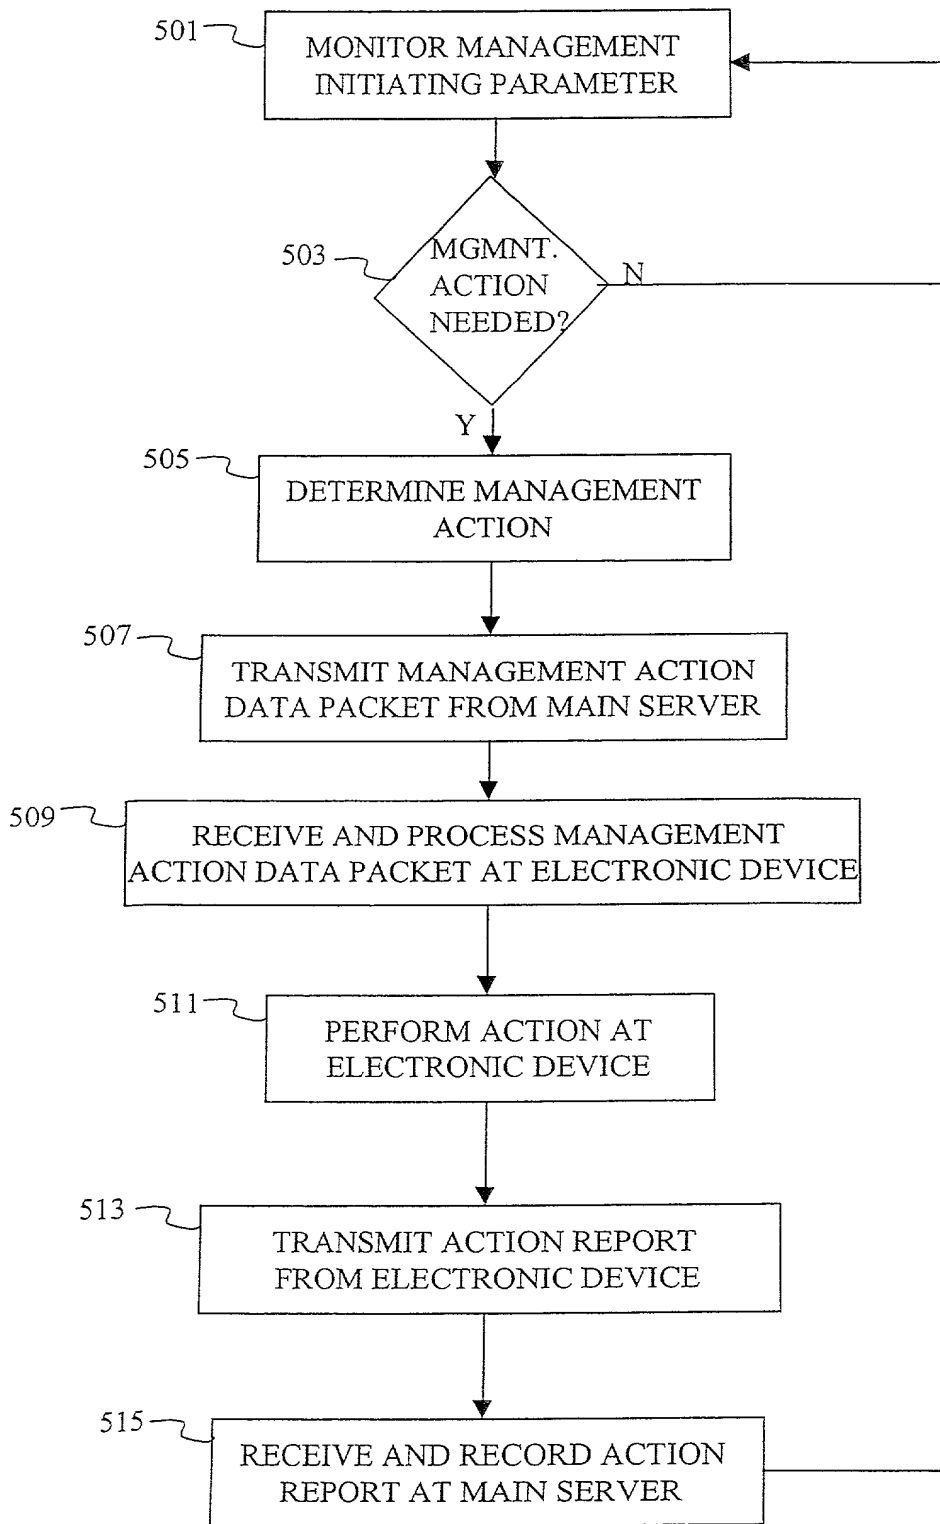 501
MONITOR MANAGEMENT
INITIATING PARAMETER
503
MGMNT.
ACTION
NEEDED?
N
Y
505
DETERMINE MANAGEMENT
ACTION
507
TRANSMIT MANAGEMENT ACTION
DATA PACKET FROM MAIN SERVER
509
RECEIVE AND PROCESS MANAGEMENT
ACTION DATA PACKET AT ELECTRONIC DEVICE
511
PERFORM ACTION AT
ELECTRONIC DEVICE
513
TRANSMIT ACTION REPORT
FROM ELECTRONIC DEVICE
515
RECEIVE AND RECORD ACTION
REPORT AT MAIN SERVER